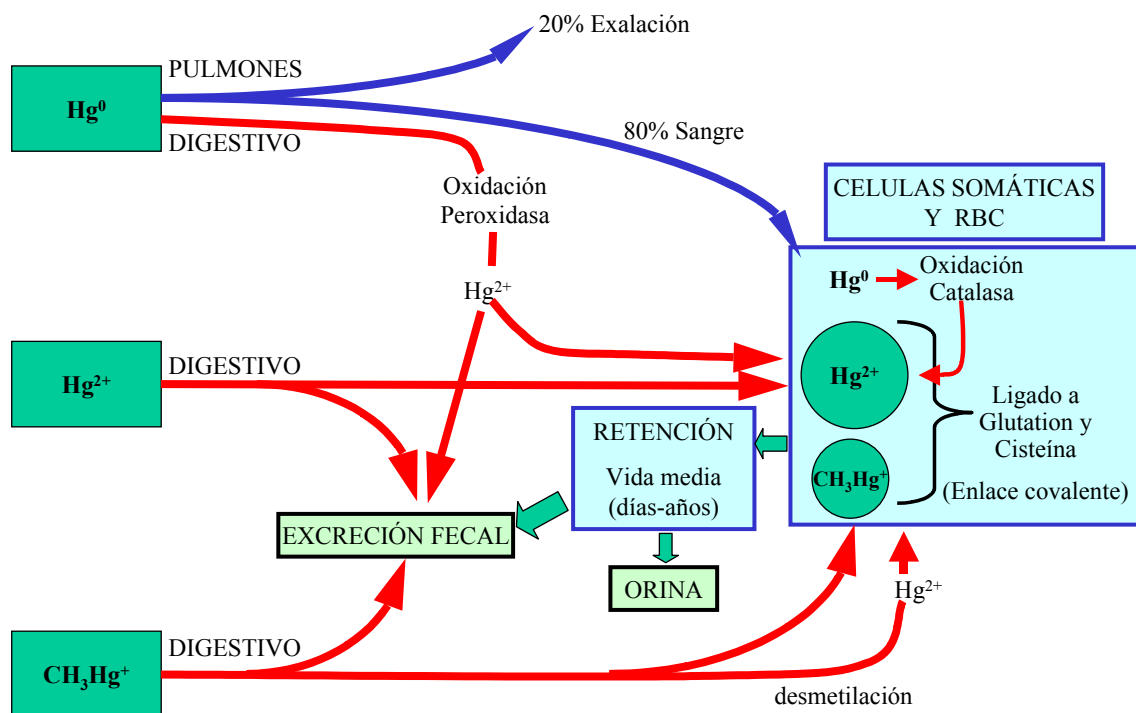 20% Exalación
PULMONES
Hg⁰
DIGESTIVO
80% Sangre
Oxidación
Peroxidasa
CELULAS SOMÁTICAS
Y RBC
Hg⁰
Oxidación
Catalasa
Hg²⁺
DIGESTIVO
Hg²⁺
Hg²⁺
Ligado a
Glutation y
Cisteína
(Enlace covalente)
RETENCIÓN
Vida media
(días-años)
CH₃Hg⁺
EXCRECIÓN FECAL
ORINA
Hg²⁺
DIGESTIVO
CH₃Hg⁺
desmetilación